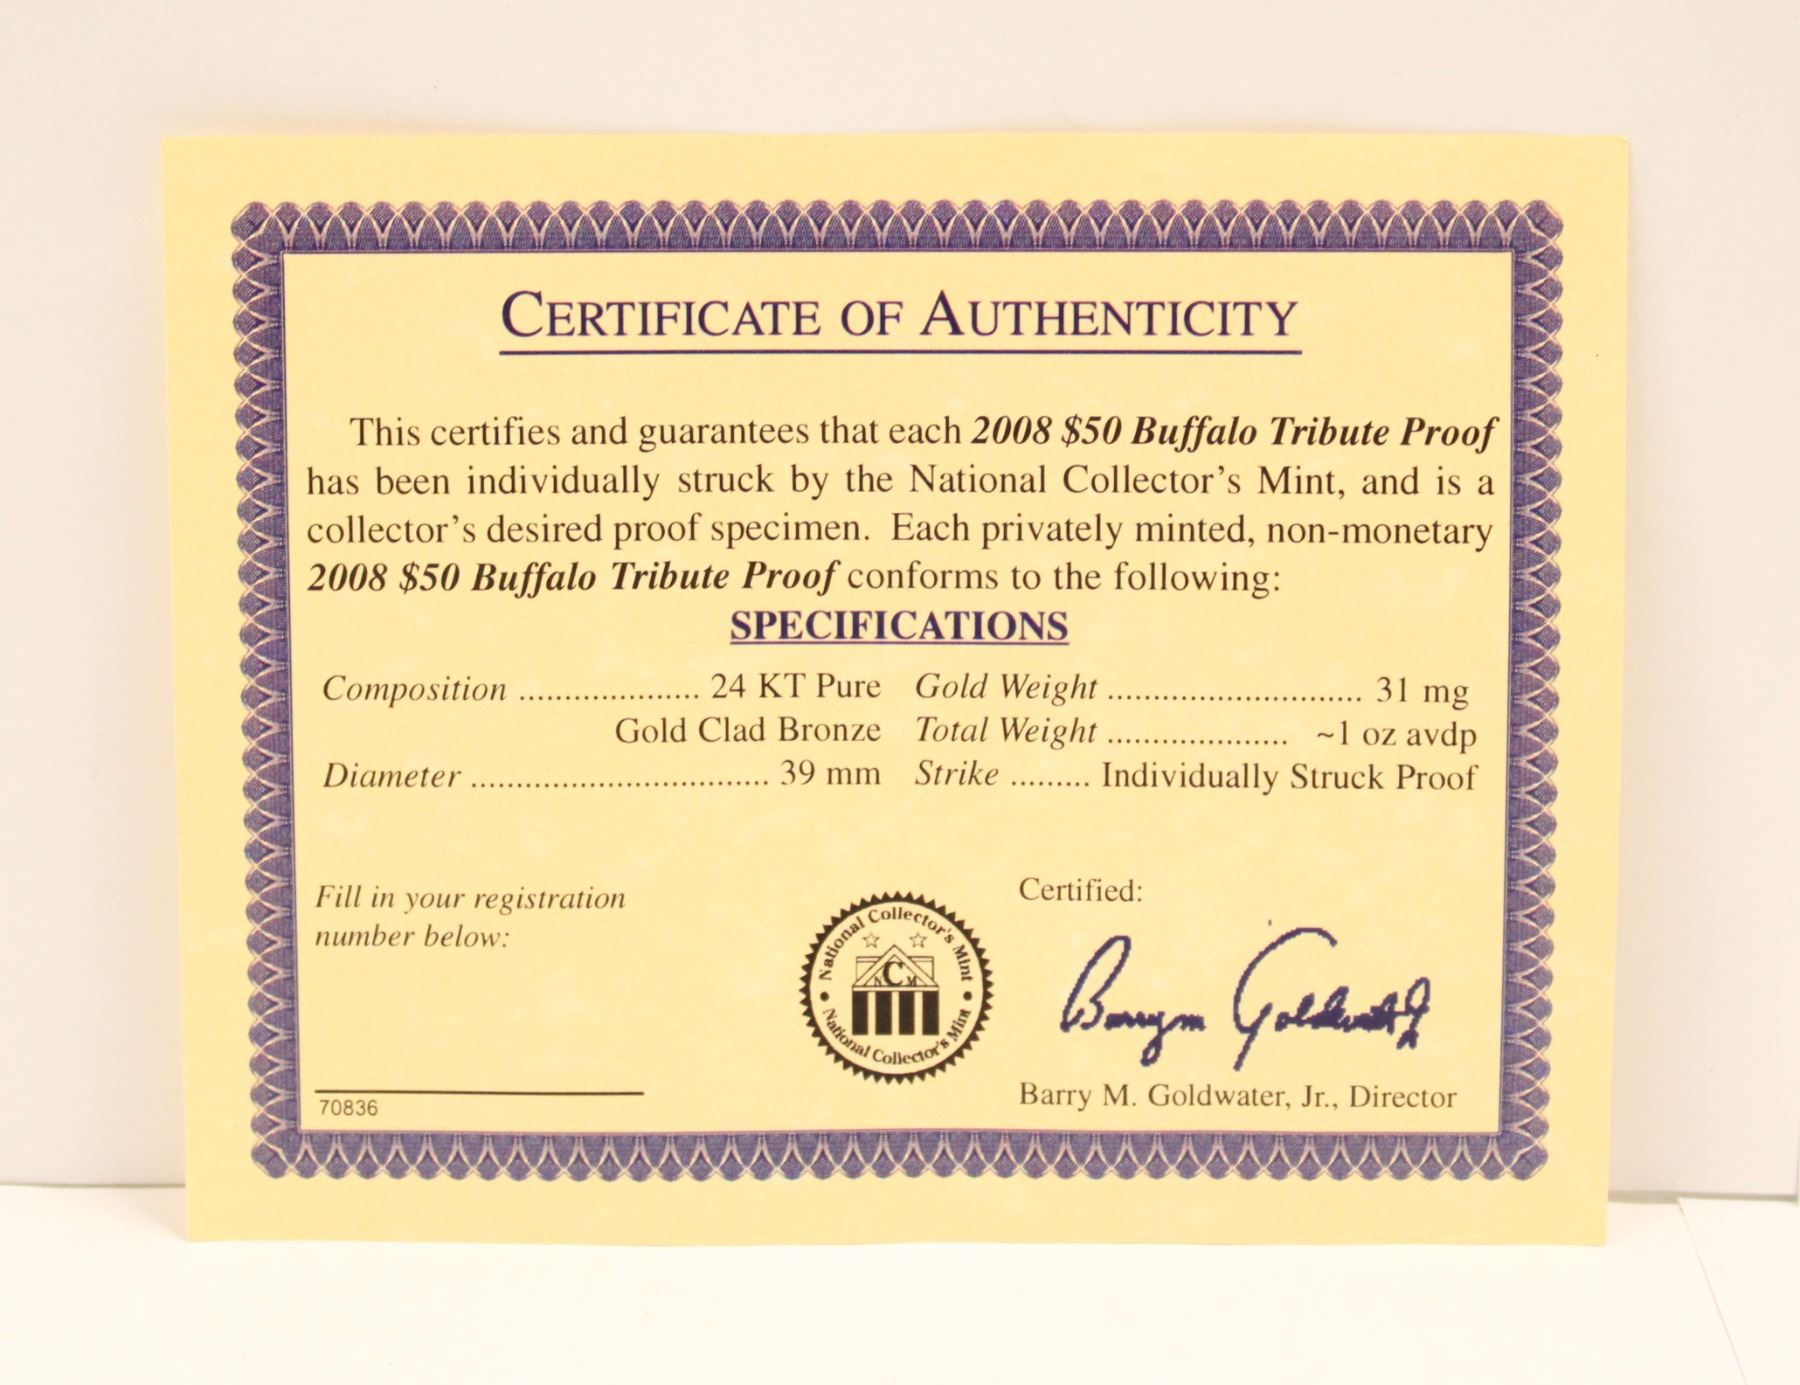 CERTIFICATE OF AUTHENTICITY
This certifies and guarantees that each 2008 $50 Buffalo Tribute Proof
has been individually struck by the National Collector's Mint, and is a
collector's desired proof specimen. Each privately minted, non-monetary
2008 $50 Buffalo Tribute Proof conforms to the following:
SPECIFICATIONS
Composition .................... 24 KT Pure
Gold Clad Bronze
Diameter ................................. 39 mm
Gold Weight ............................ 31 mg
Total Weight .................... ~1 oz avdp
Strike ......... Individually Struck Proof
Fill in your registration
number below:
70836
National Collector's Mint
NCM
National Collector's Mint
Certified:
Barry M Goldwater Jr
Barry M. Goldwater, Jr., Director